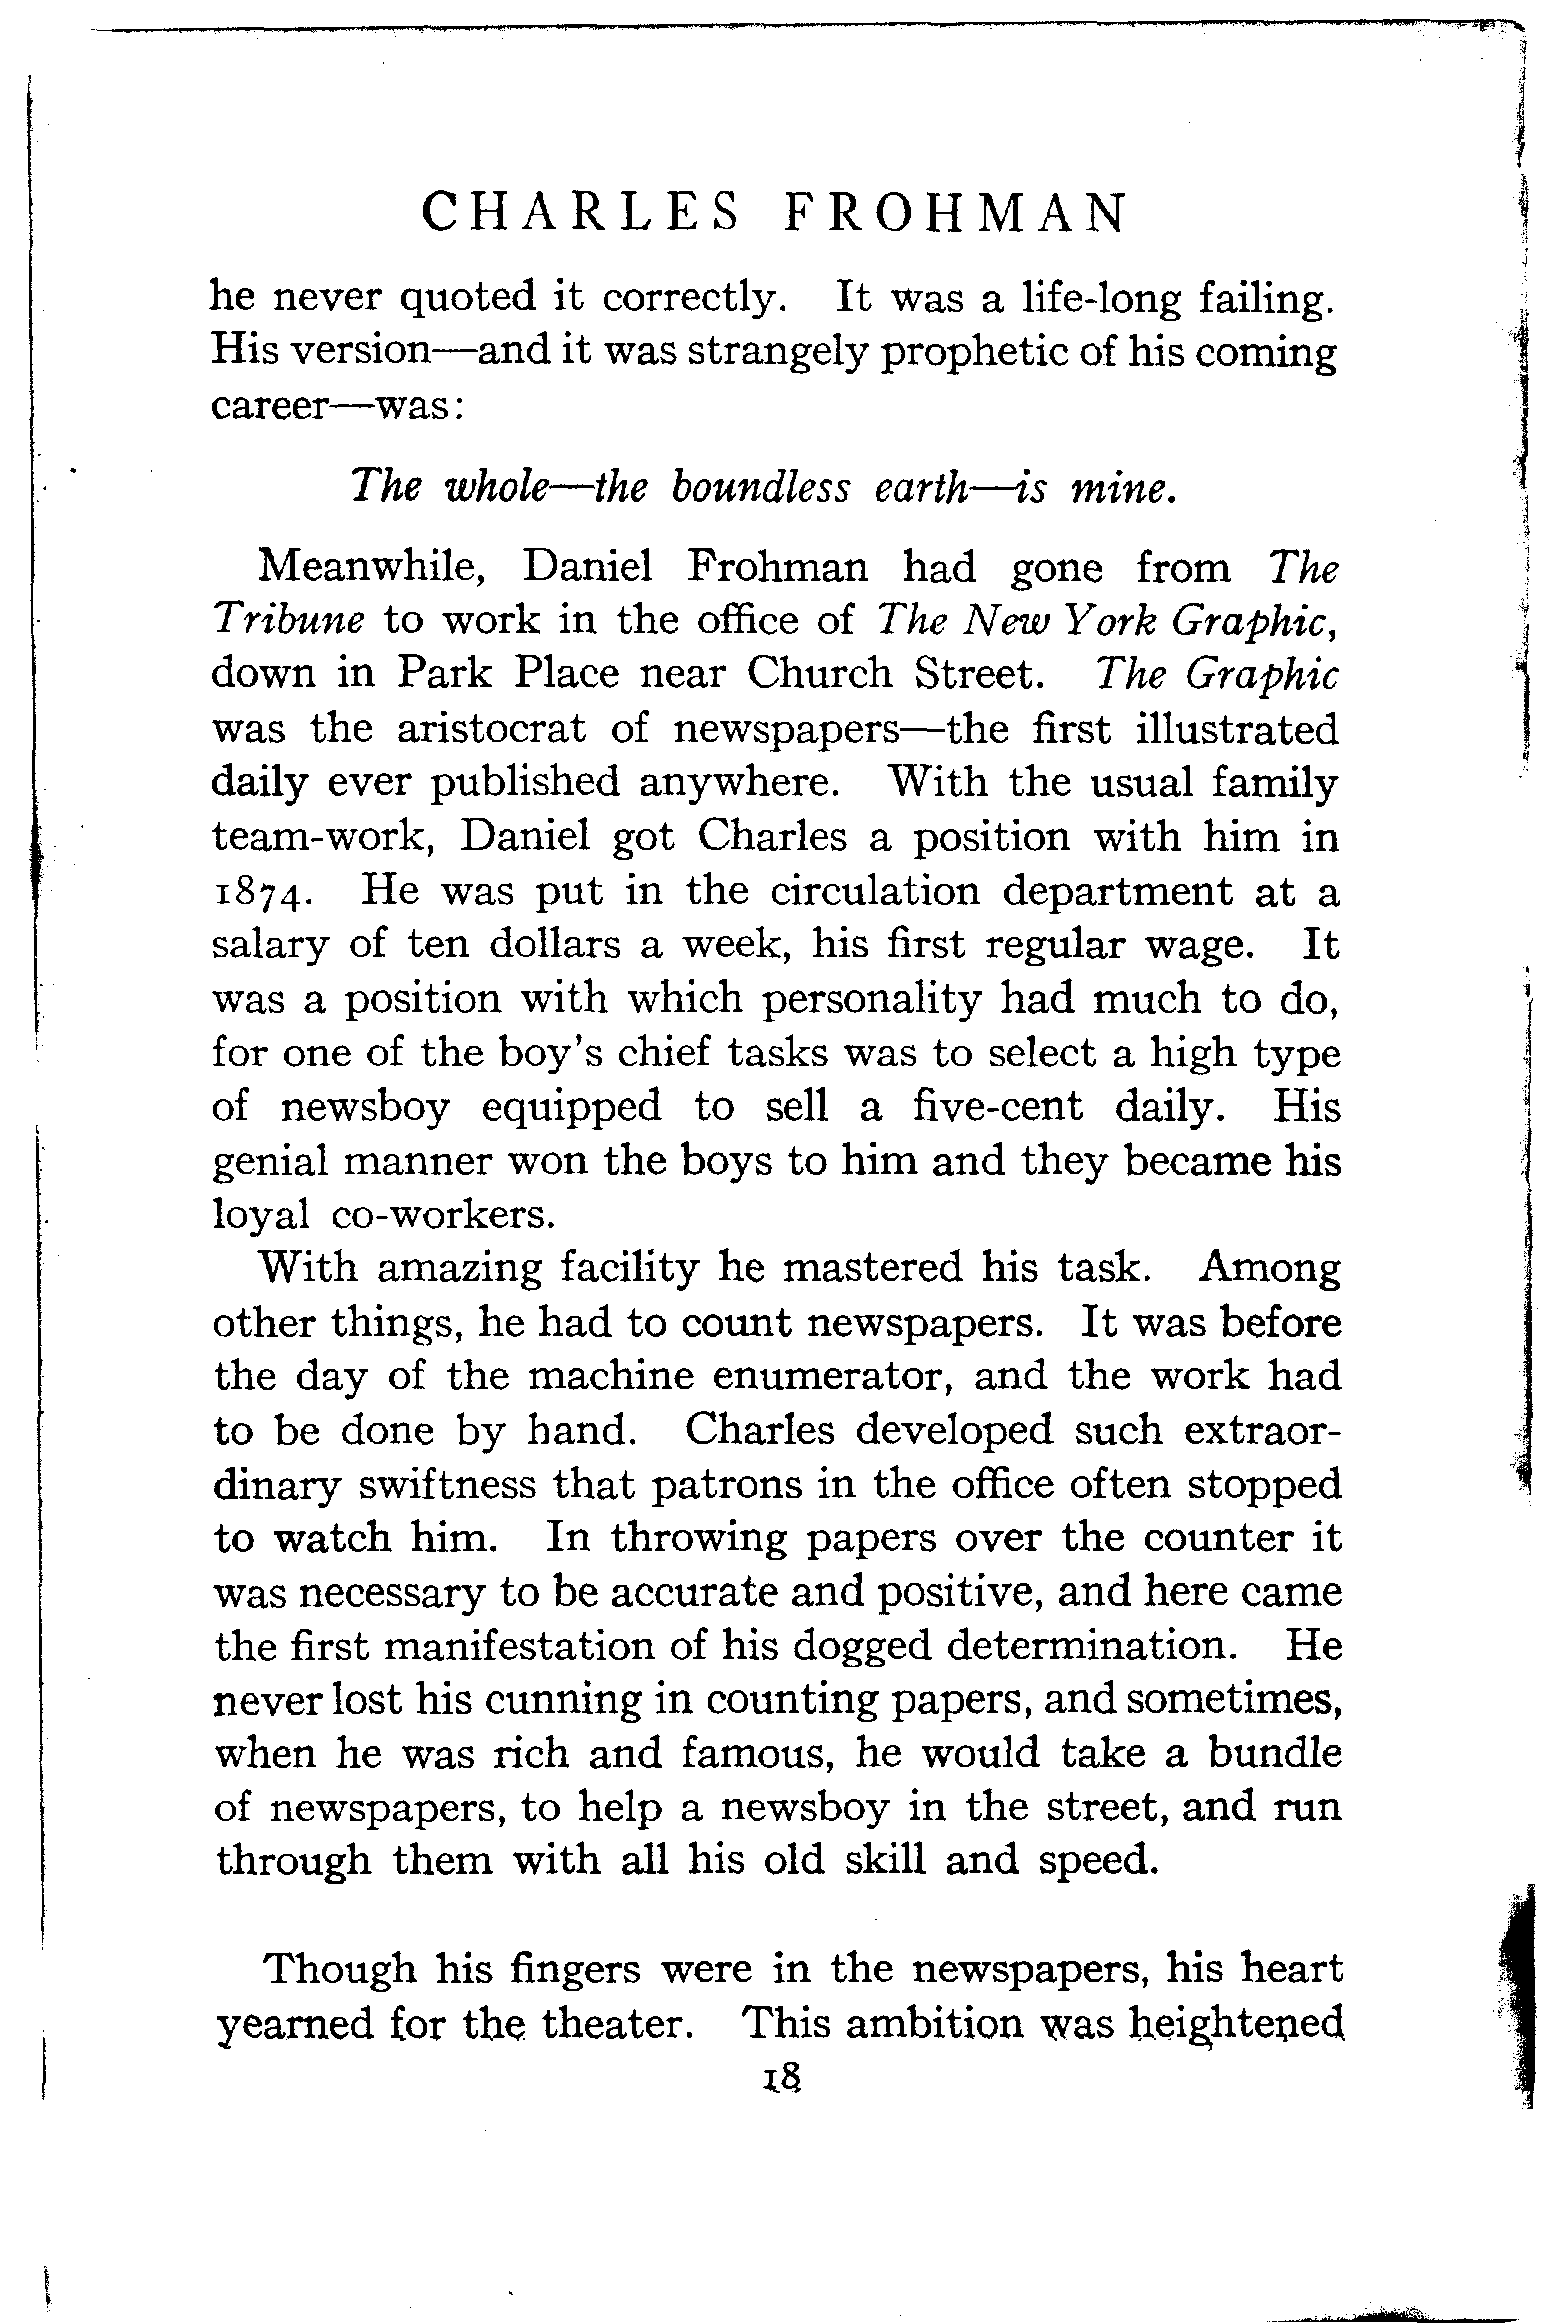 CHARLES FROHMAN
he never quoted it correctly. It was a life-long failing.
His version—and it was strangely prophetic of his coming
career—was:
The whole—the boundless earth—is mine.
Meanwhile, Daniel Frohman had gone from The
Tribune to work in the office of The New York Graphic,
down in Park Place near Church Street. The Graphic
was the aristocrat of newspapers—the first illustrated
daily ever published anywhere. With the usual family
team-work, Daniel got Charles a position with him in
1874. He was put in the circulation department at a
salary of ten dollars a week, his first regular wage. It
was a position with which personality had much to do,
for one of the boy's chief tasks was to select a high type
of newsboy equipped to sell a five-cent daily. His
genial manner won the boys to him and they became his
loyal co-workers.
With amazing facility he mastered his task. Among
other things, he had to count newspapers. It was before
the day of the machine enumerator, and the work had
to be done by hand. Charles developed such extraor-
dinary swiftness that patrons in the office often stopped
to watch him. In throwing papers over the counter it
was necessary to be accurate and positive, and here came
the first manifestation of his dogged determination. He
never lost his cunning in counting papers, and sometimes,
when he was rich and famous, he would take a bundle
of newspapers, to help a newsboy in the street, and run
through them with all his old skill and speed.
Though his fingers were in the newspapers, his heart
yearned for the theater. This ambition was heightened
18